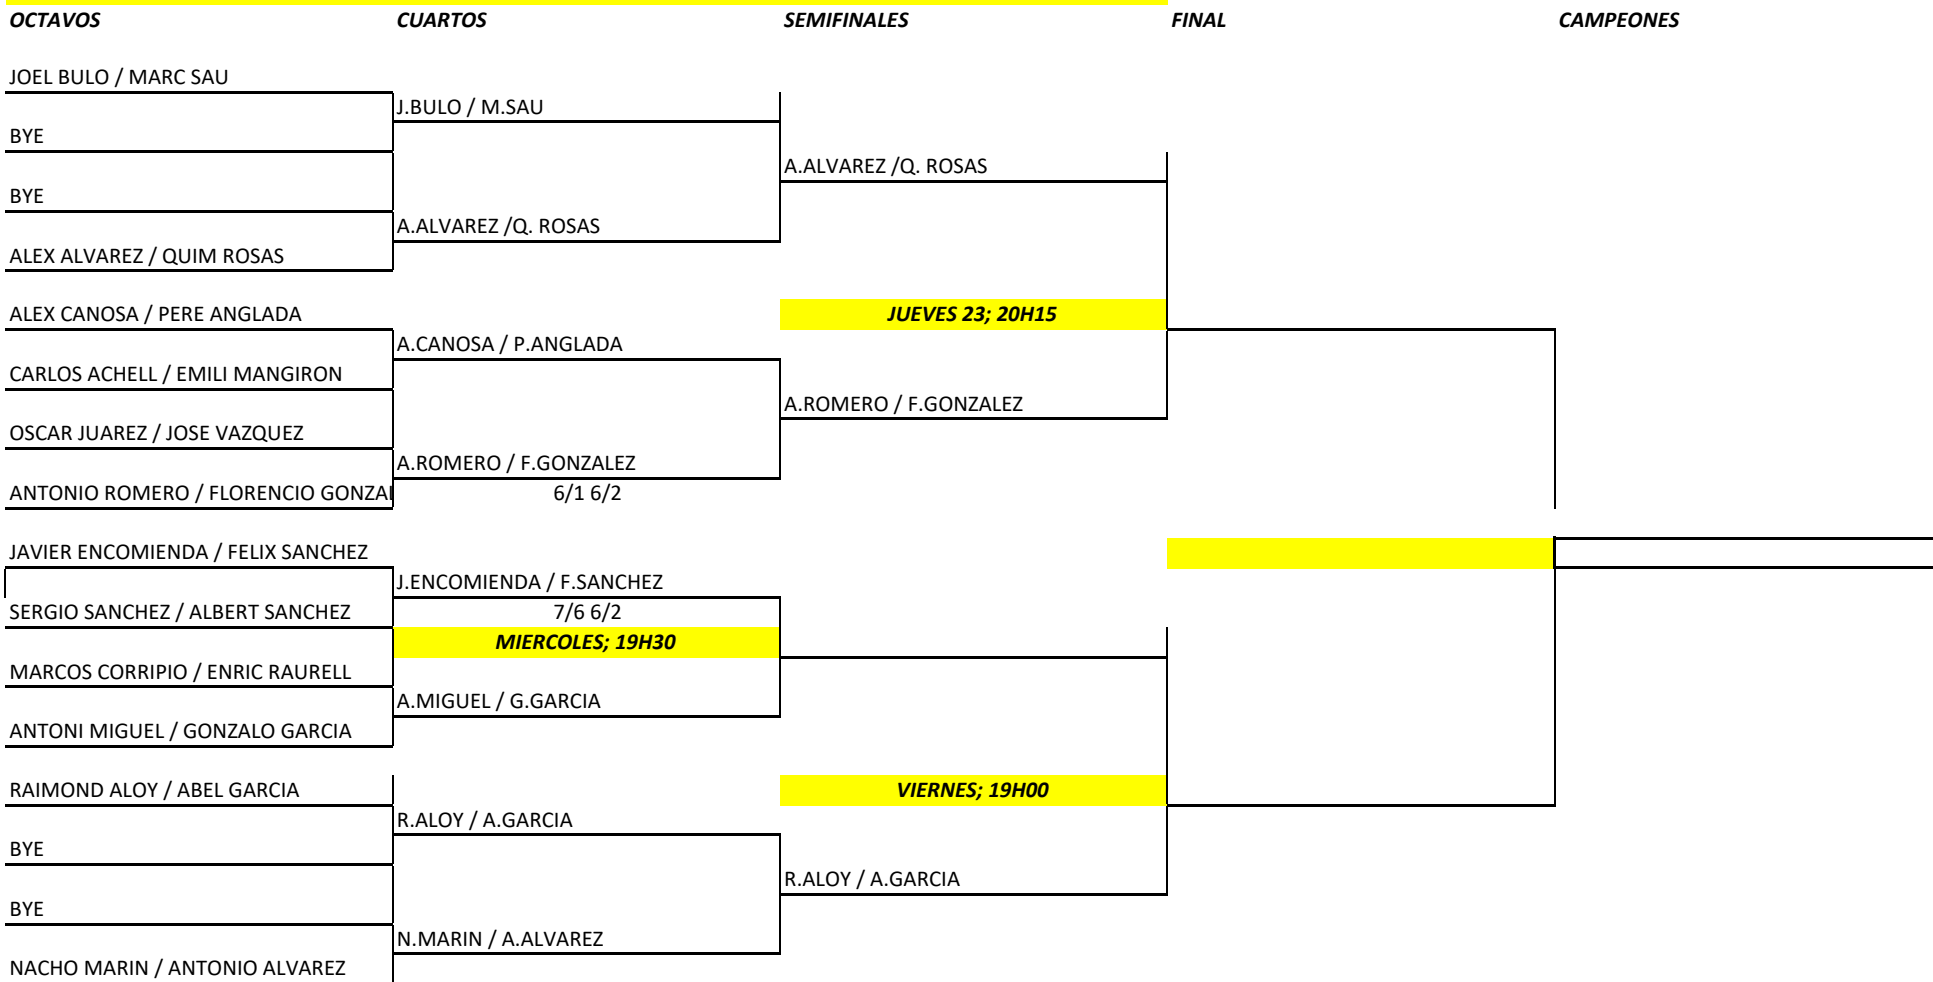 OCTAVOS CUARTOS SEMIFINALES FINAL CAMPEONES
JOEL BULO / MARC SAU
J.BULO / M.SAU
BYE
A.ALVAREZ /Q. ROSAS
BYE
A.ALVAREZ /Q. ROSAS
ALEX ALVAREZ / QUIM ROSAS
ALEX CANOSA / PERE ANGLADA JUEVES 23; 20H15
A.CANOSA / P.ANGLADA
CARLOS ACHELL / EMILI MANGIRON
A.ROMERO / F.GONZALEZ
OSCAR JUAREZ / JOSE VAZQUEZ
A.ROMERO / F.GONZALEZ
ANTONIO ROMERO / FLORENCIO GONZAL 6/1 6/2
JAVIER ENCOMIENDA / FELIX SANCHEZ
J.ENCOMIENDA / F.SANCHEZ
SERGIO SANCHEZ / ALBERT SANCHEZ 7/6 6/2
MIERCOLES; 19H30
MARCOS CORRIPIO / ENRIC RAURELL
A.MIGUEL / G.GARCIA
ANTONI MIGUEL / GONZALO GARCIA
RAIMOND ALOY / ABEL GARCIA VIERNES; 19H00
R.ALOY / A.GARCIA
BYE
R.ALOY / A.GARCIA
BYE
N.MARIN / A.ALVAREZ
NACHO MARIN / ANTONIO ALVAREZ